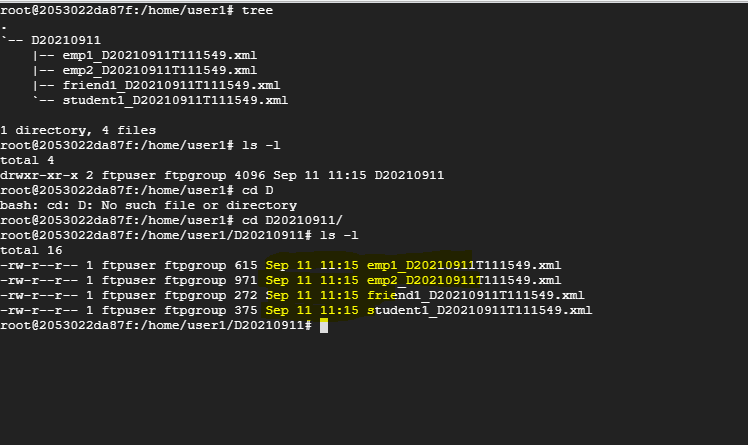 root@2053022da87f:/home/user1# tree
.
`-- D20210911
    |-- emp1_D20210911T111549.xml
    |-- emp2_D20210911T111549.xml
    |-- friend1_D20210911T111549.xml
    `-- student1_D20210911T111549.xml

1 directory, 4 files
root@2053022da87f:/home/user1# ls -l
total 4
drwxr-xr-x 2 ftpuser ftpgroup 4096 Sep 11 11:15 D20210911
root@2053022da87f:/home/user1# cd D
bash: cd: D: No such file or directory
root@2053022da87f:/home/user1# cd D20210911/
root@2053022da87f:/home/user1/D20210911# ls -l
total 16
-rw-r--r-- 1 ftpuser ftpgroup 615 Sep 11 11:15 emp1_D20210911T111549.xml
-rw-r--r-- 1 ftpuser ftpgroup 971 Sep 11 11:15 emp2_D20210911T111549.xml
-rw-r--r-- 1 ftpuser ftpgroup 272 Sep 11 11:15 friend1_D20210911T111549.xml
-rw-r--r-- 1 ftpuser ftpgroup 375 Sep 11 11:15 student1_D20210911T111549.xml
root@2053022da87f:/home/user1/D20210911#